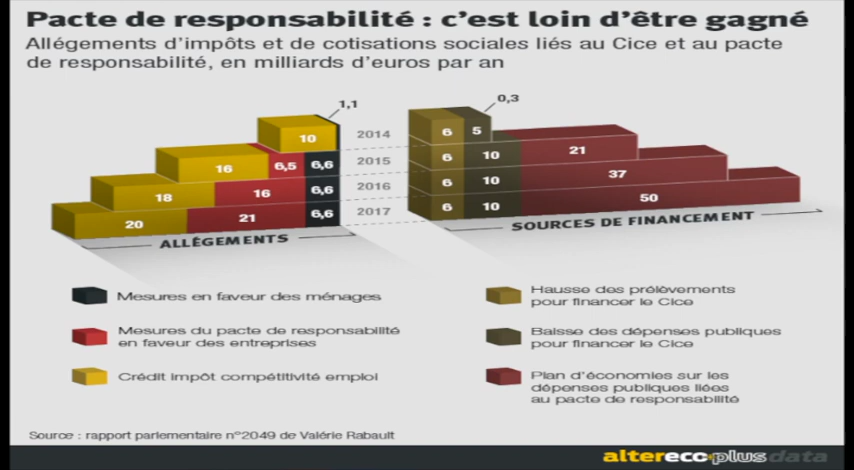 Pacte de responsabilité : c'est loin d'être gagné
Allégements d'impôts et de cotisations sociales liés au Cice et au pacte
de responsabilité, en milliards d'euros par an
1,1
0,3
10
2014
6
5
16
6,5
6,6
2015
6
10
21
18
16
6,6
2016
6
10
37
20
21
6,6
2017
6
10
50
ALLÉGEMENTS
SOURCES DE FINANCEMENT
Mesures en faveur des ménages
Mesures du pacte de responsabilité
en faveur des entreprises
Crédit impôt compétitivité emploi
Hausse des prélèvements
pour financer le Cice
Baisse des dépenses publiques
pour financer le Cice
Plan d'économies sur les
dépenses publiques liées
au pacte de responsabilité
Source : rapport parlementaire n°2049 de Valérie Rabault
alterecoplusdata